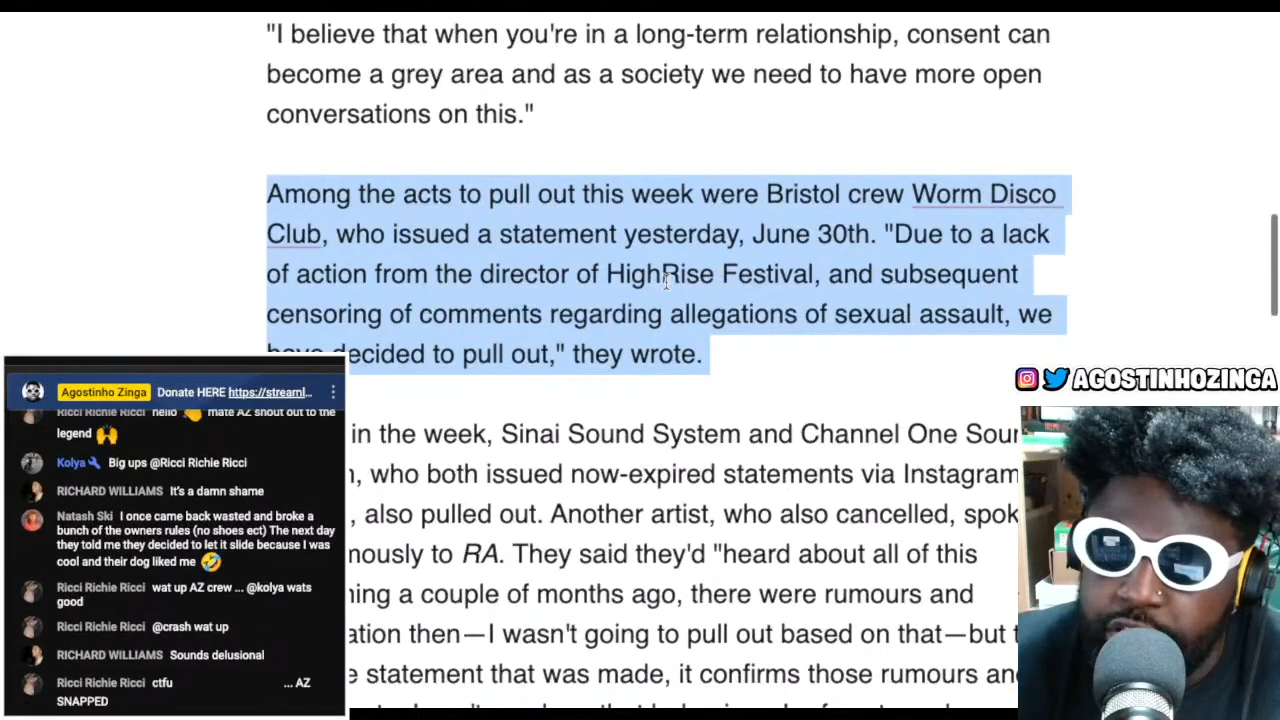 "I believe that when you're in a long-term relationship, consent can
become a grey area and as a society we need to have more open
conversations on this."
Among the acts to pull out this week were Bristol crew Worm Disco
Club, who issued a statement yesterday, June 30th. "Due to a lack
of action from the director of HighRise Festival, and subsequent
censoring of comments regarding allegations of sexual assault, we
have decided to pull out," they wrote.
in the week, Sinai Sound System and Channel One Soun
, who both issued now-expired statements via Instagram
, also pulled out. Another artist, who also cancelled, spok
mously to RA. They said they'd "heard about all of this
ning a couple of months ago, there were rumours and
ation then—I wasn't going to pull out based on that—but t
e statement that was made, it confirms those rumours and
Agostinho Zinga Donate HERE https://streaml...
Ricci Richie Ricci hello 👋 mate AZ shout out to the
legend 🙌
Kolya Big ups @Ricci Richie Ricci
RICHARD WILLIAMS It's a damn shame
Natash Ski I once came back wasted and broke a
bunch of the owners rules (no shoes ect) The next day
they told me they decided to let it slide because I was
cool and their dog liked me 🤣
Ricci Richie Ricci wat up AZ crew ... @kolya wats
good
Ricci Richie Ricci @crash wat up
RICHARD WILLIAMS Sounds delusional
Ricci Richie Ricci ctfu ... AZ
SNAPPED
AGOSTINHOZINGA